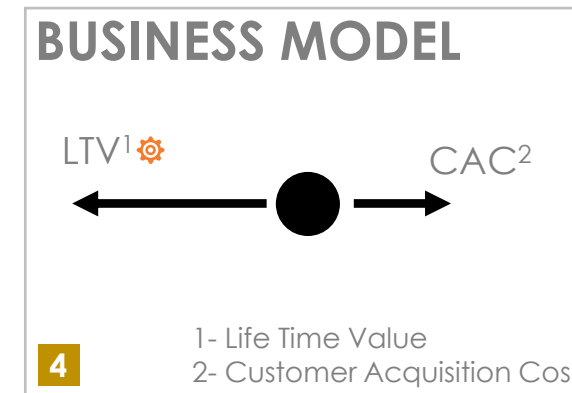 BUSINESS MODEL
LTV¹
CAC²
1- Life Time Value
4
2- Customer Acquisition Cos